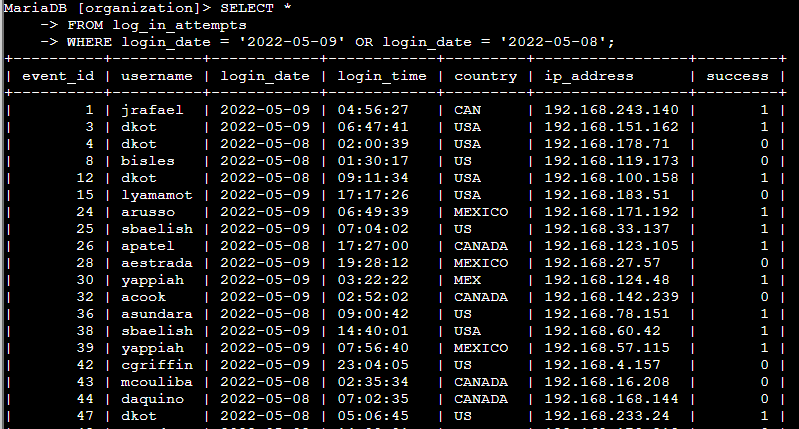 MariaDB [organization]> SELECT *
    -> FROM log_in_attempts
    -> WHERE login_date = '2022-05-09' OR login_date = '2022-05-08';
+----------+----------+------------+------------+---------+-----------------+---------+
| event_id | username | login_date | login_time | country | ip_address      | success |
+----------+----------+------------+------------+---------+-----------------+---------+
|        1 | jrafael  | 2022-05-09 | 04:56:27   | CAN     | 192.168.243.140 |       1 |
|        3 | dkot     | 2022-05-09 | 06:47:41   | USA     | 192.168.151.162 |       1 |
|        4 | dkot     | 2022-05-08 | 02:00:39   | USA     | 192.168.178.71  |       0 |
|        8 | bisles   | 2022-05-08 | 01:30:17   | US      | 192.168.119.173 |       0 |
|       12 | dkot     | 2022-05-08 | 09:11:34   | USA     | 192.168.100.158 |       1 |
|       15 | lyamamot | 2022-05-09 | 17:17:26   | USA     | 192.168.183.51  |       0 |
|       24 | arusso   | 2022-05-09 | 06:49:39   | MEXICO  | 192.168.171.192 |       1 |
|       25 | sbaelish | 2022-05-09 | 07:04:02   | US      | 192.168.33.137  |       1 |
|       26 | apatel   | 2022-05-08 | 17:27:00   | CANADA  | 192.168.123.105 |       1 |
|       28 | aestrada | 2022-05-09 | 19:28:12   | MEXICO  | 192.168.27.57   |       0 |
|       30 | yappiah  | 2022-05-09 | 03:22:22   | MEX     | 192.168.124.48  |       1 |
|       32 | acook    | 2022-05-09 | 02:52:02   | CANADA  | 192.168.142.239 |       0 |
|       36 | asundara | 2022-05-08 | 09:00:42   | US      | 192.168.78.151  |       1 |
|       38 | sbaelish | 2022-05-09 | 14:40:01   | USA     | 192.168.60.42   |       1 |
|       39 | yappiah  | 2022-05-09 | 07:56:40   | MEXICO  | 192.168.57.115  |       1 |
|       42 | cgriffin | 2022-05-09 | 23:04:05   | US      | 192.168.4.157   |       0 |
|       43 | mcouliba | 2022-05-08 | 02:35:34   | CANADA  | 192.168.16.208  |       0 |
|       44 | daquino  | 2022-05-08 | 07:02:35   | CANADA  | 192.168.168.144 |       0 |
|       47 | dkot     | 2022-05-08 | 05:06:45   | US      | 192.168.233.24  |       1 |